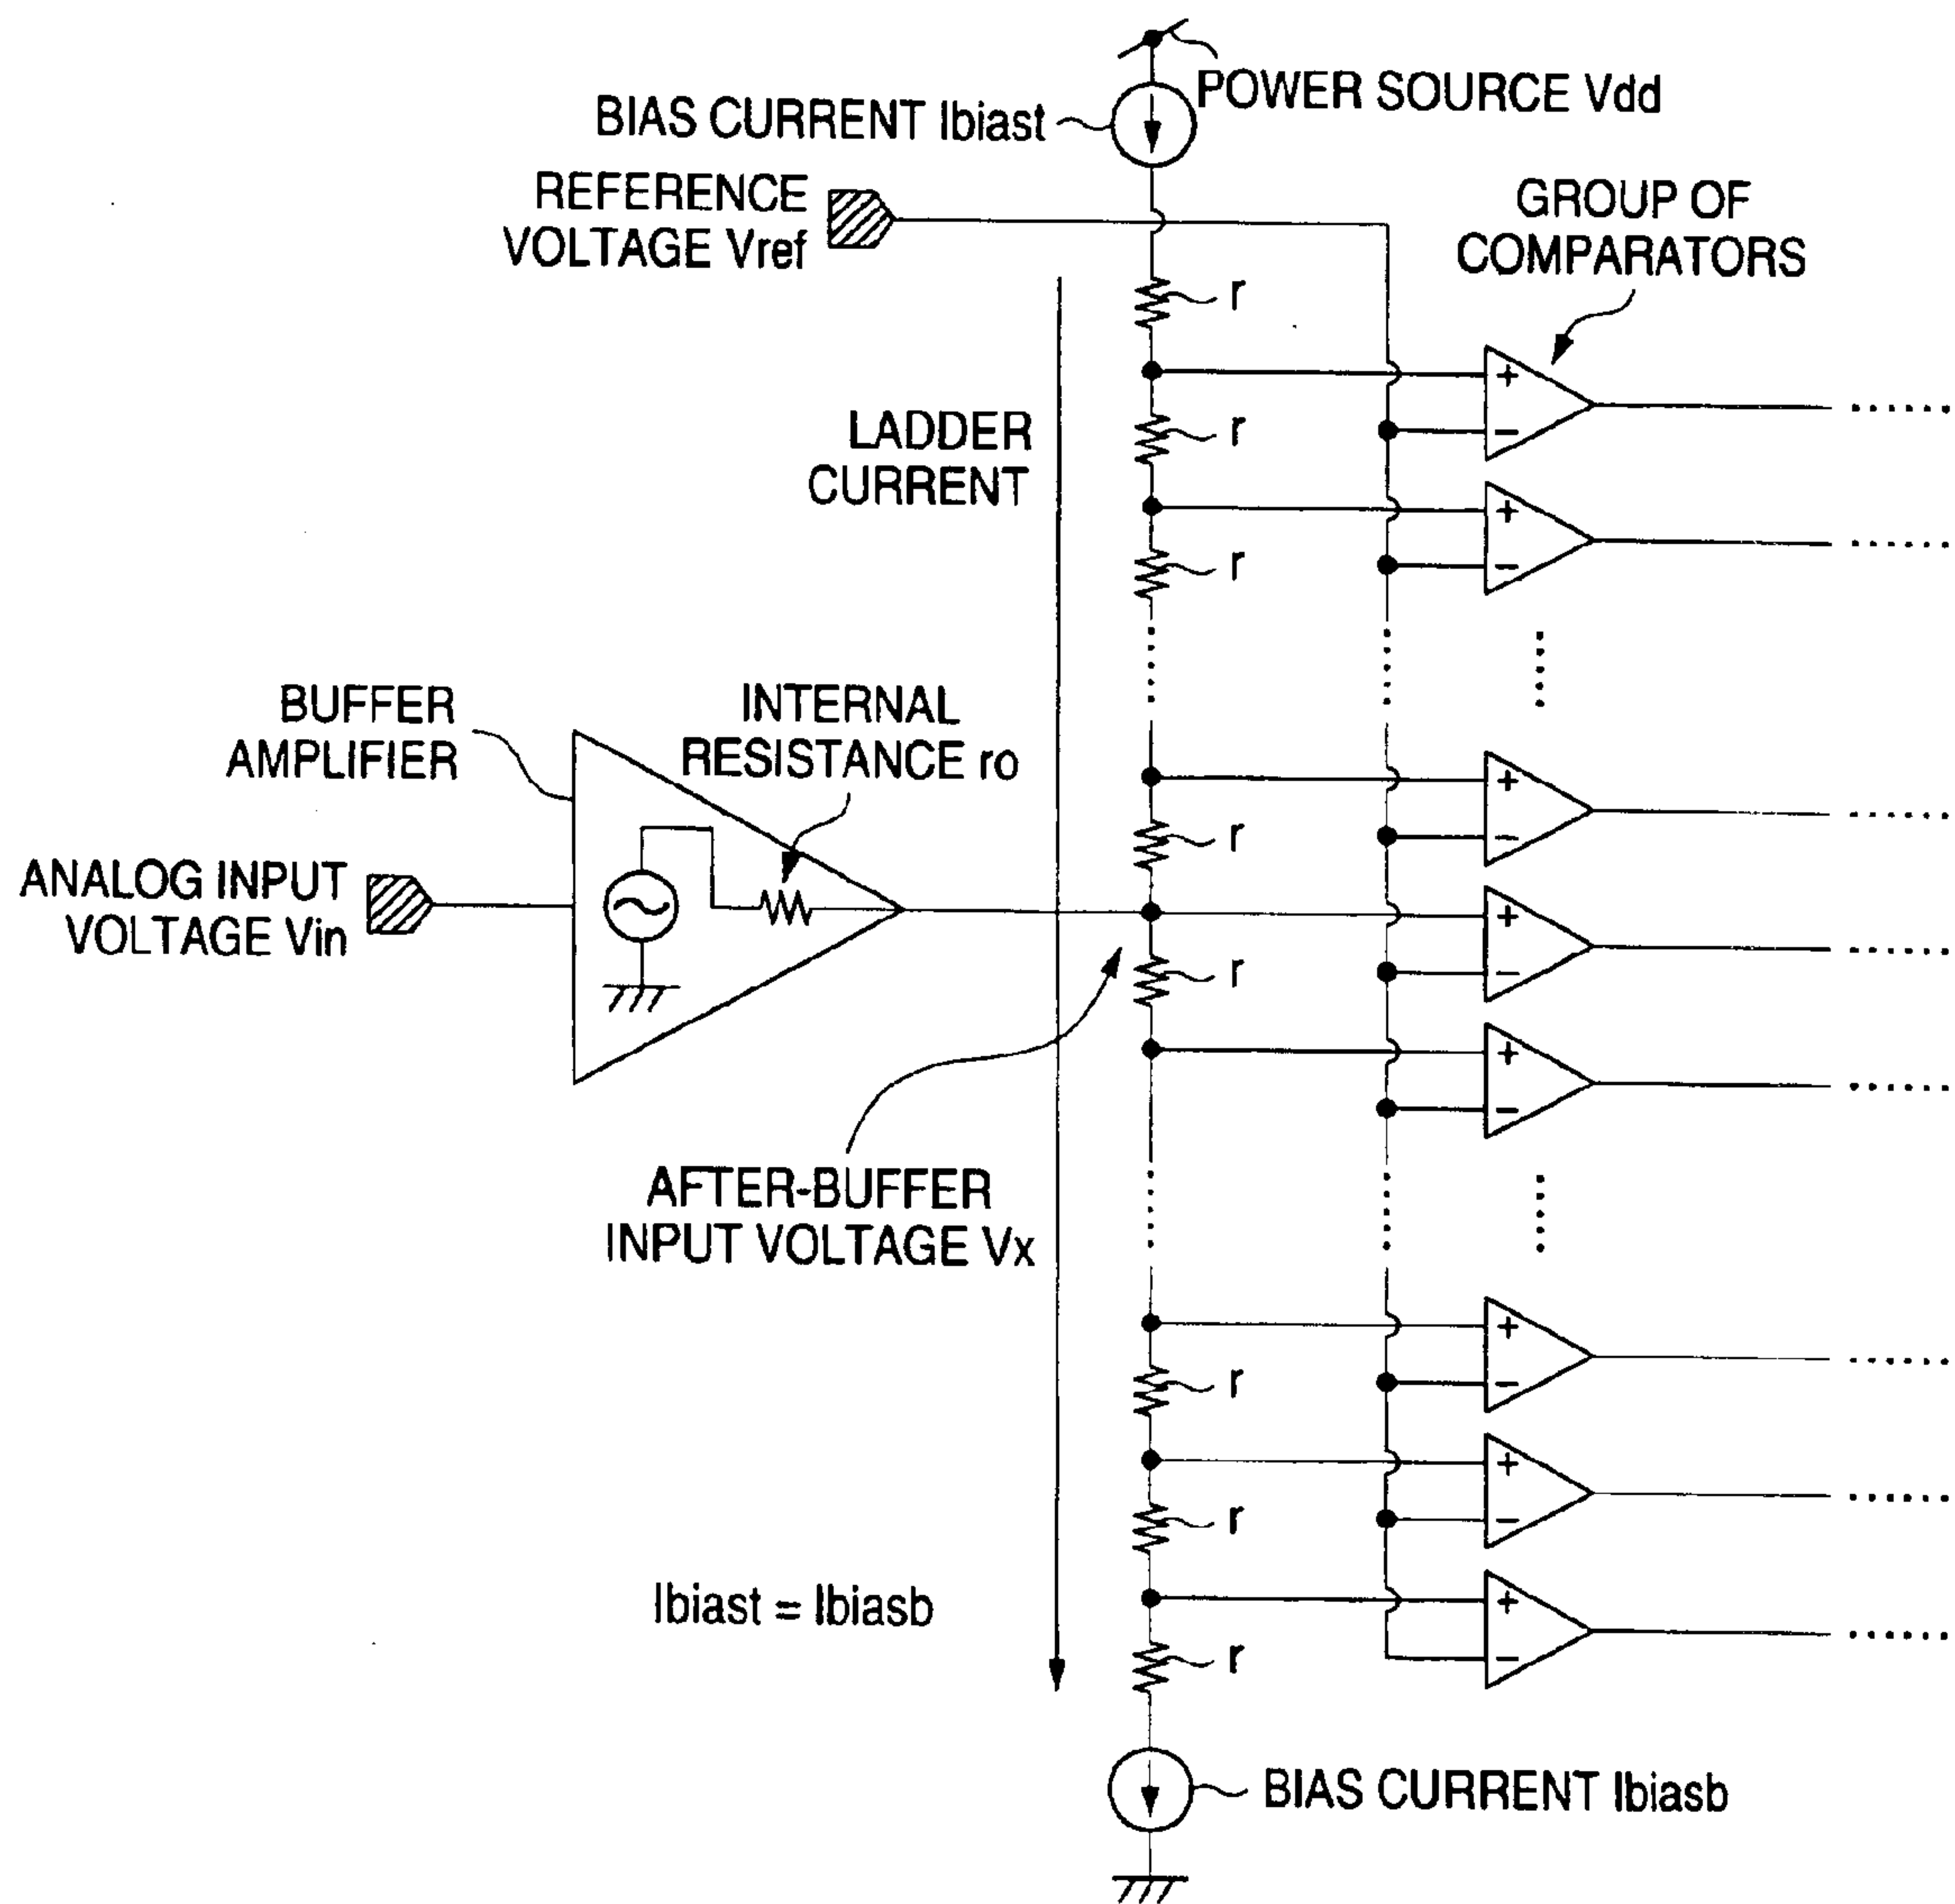 POWER SOURCE Vdd
BIAS CURRENT Ibiast
REFERENCE
VOLTAGE Vref
GROUP OF
COMPARATORS
r
+
−
LADDER
CURRENT
r
+
−
r
BUFFER
AMPLIFIER
INTERNAL
RESISTANCE ro
+
−
r
ANALOG INPUT
VOLTAGE Vin
+
−
r
+
−
AFTER-BUFFER
INPUT VOLTAGE Vx
+
−
r
+
−
r
Ibiast = Ibiasb
+
−
r
BIAS CURRENT Ibiasb